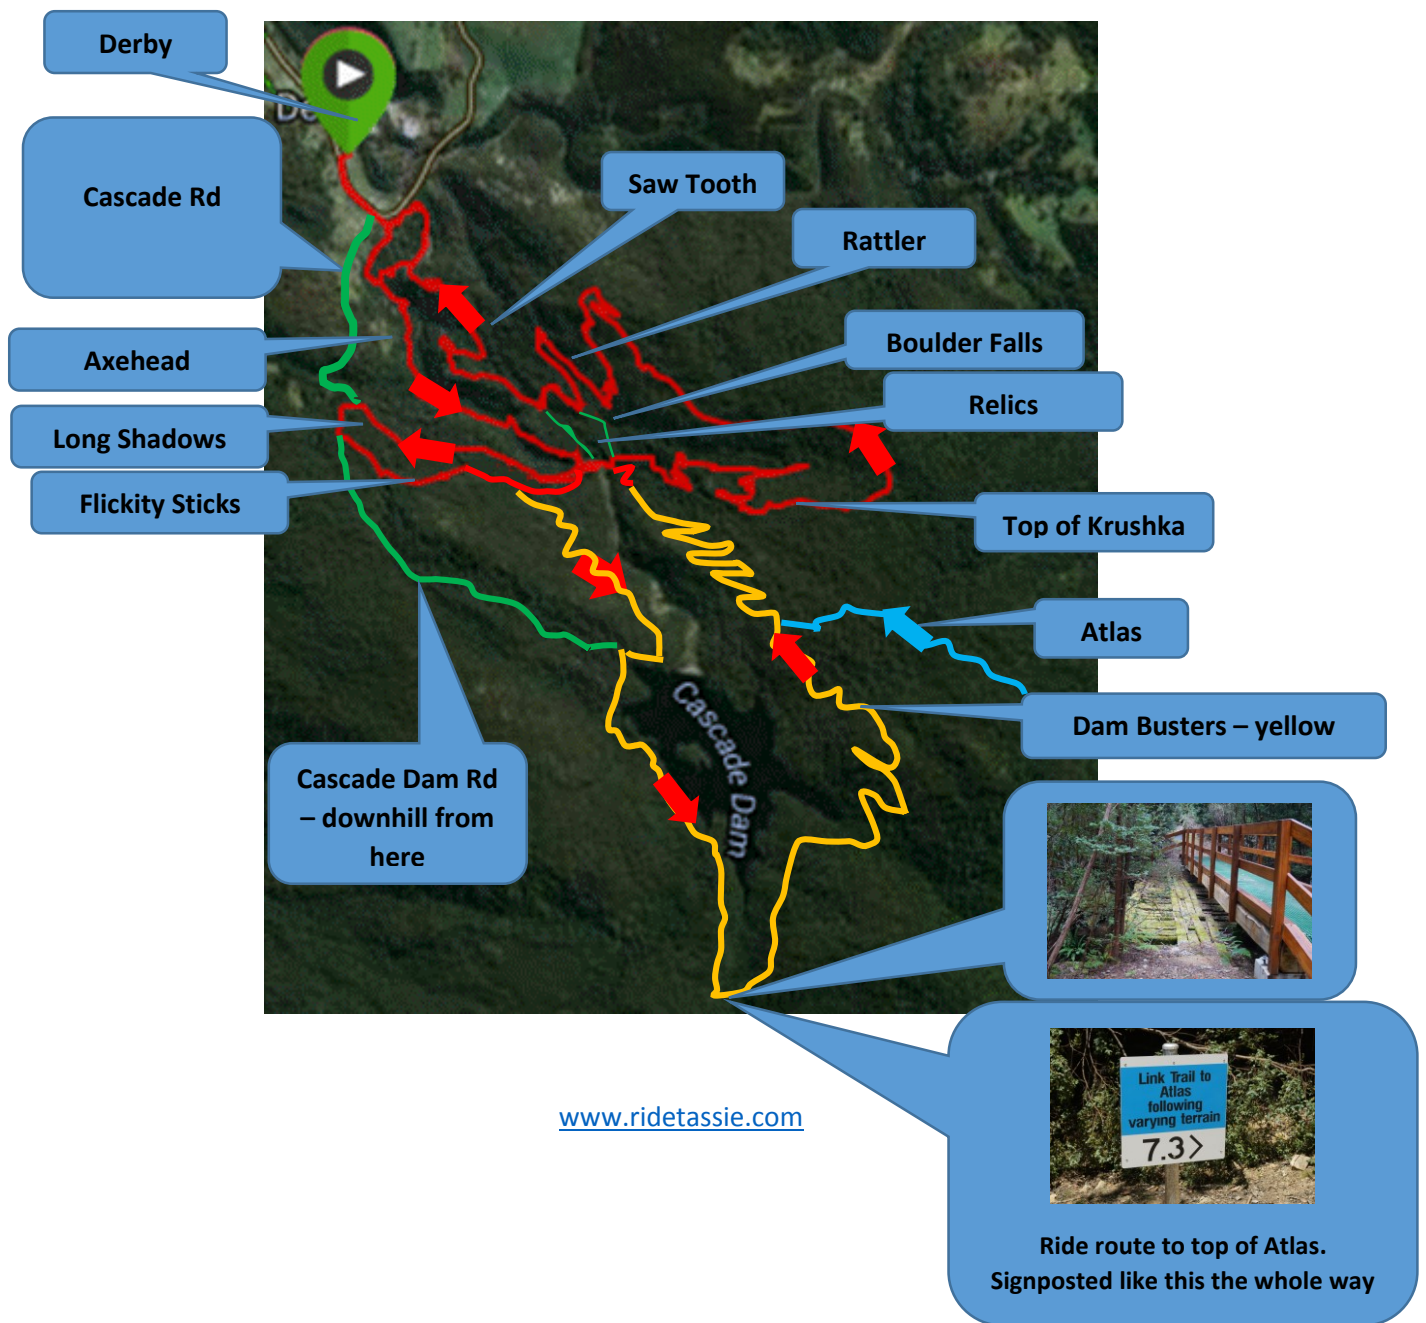 Derby
De
Cascade Rd
Saw Tooth
Rattler
Axehead
Boulder Falls
Relics
Long Shadows
Flickity Sticks
Top of Krushka
Atlas
Cascade Dam
Dam Busters – yellow
Cascade Dam Rd
– downhill from
here
www.ridetassie.com
Link Trail to
Atlas
following
varying terrain
7.3>
Ride route to top of Atlas.
Signposted like this the whole way